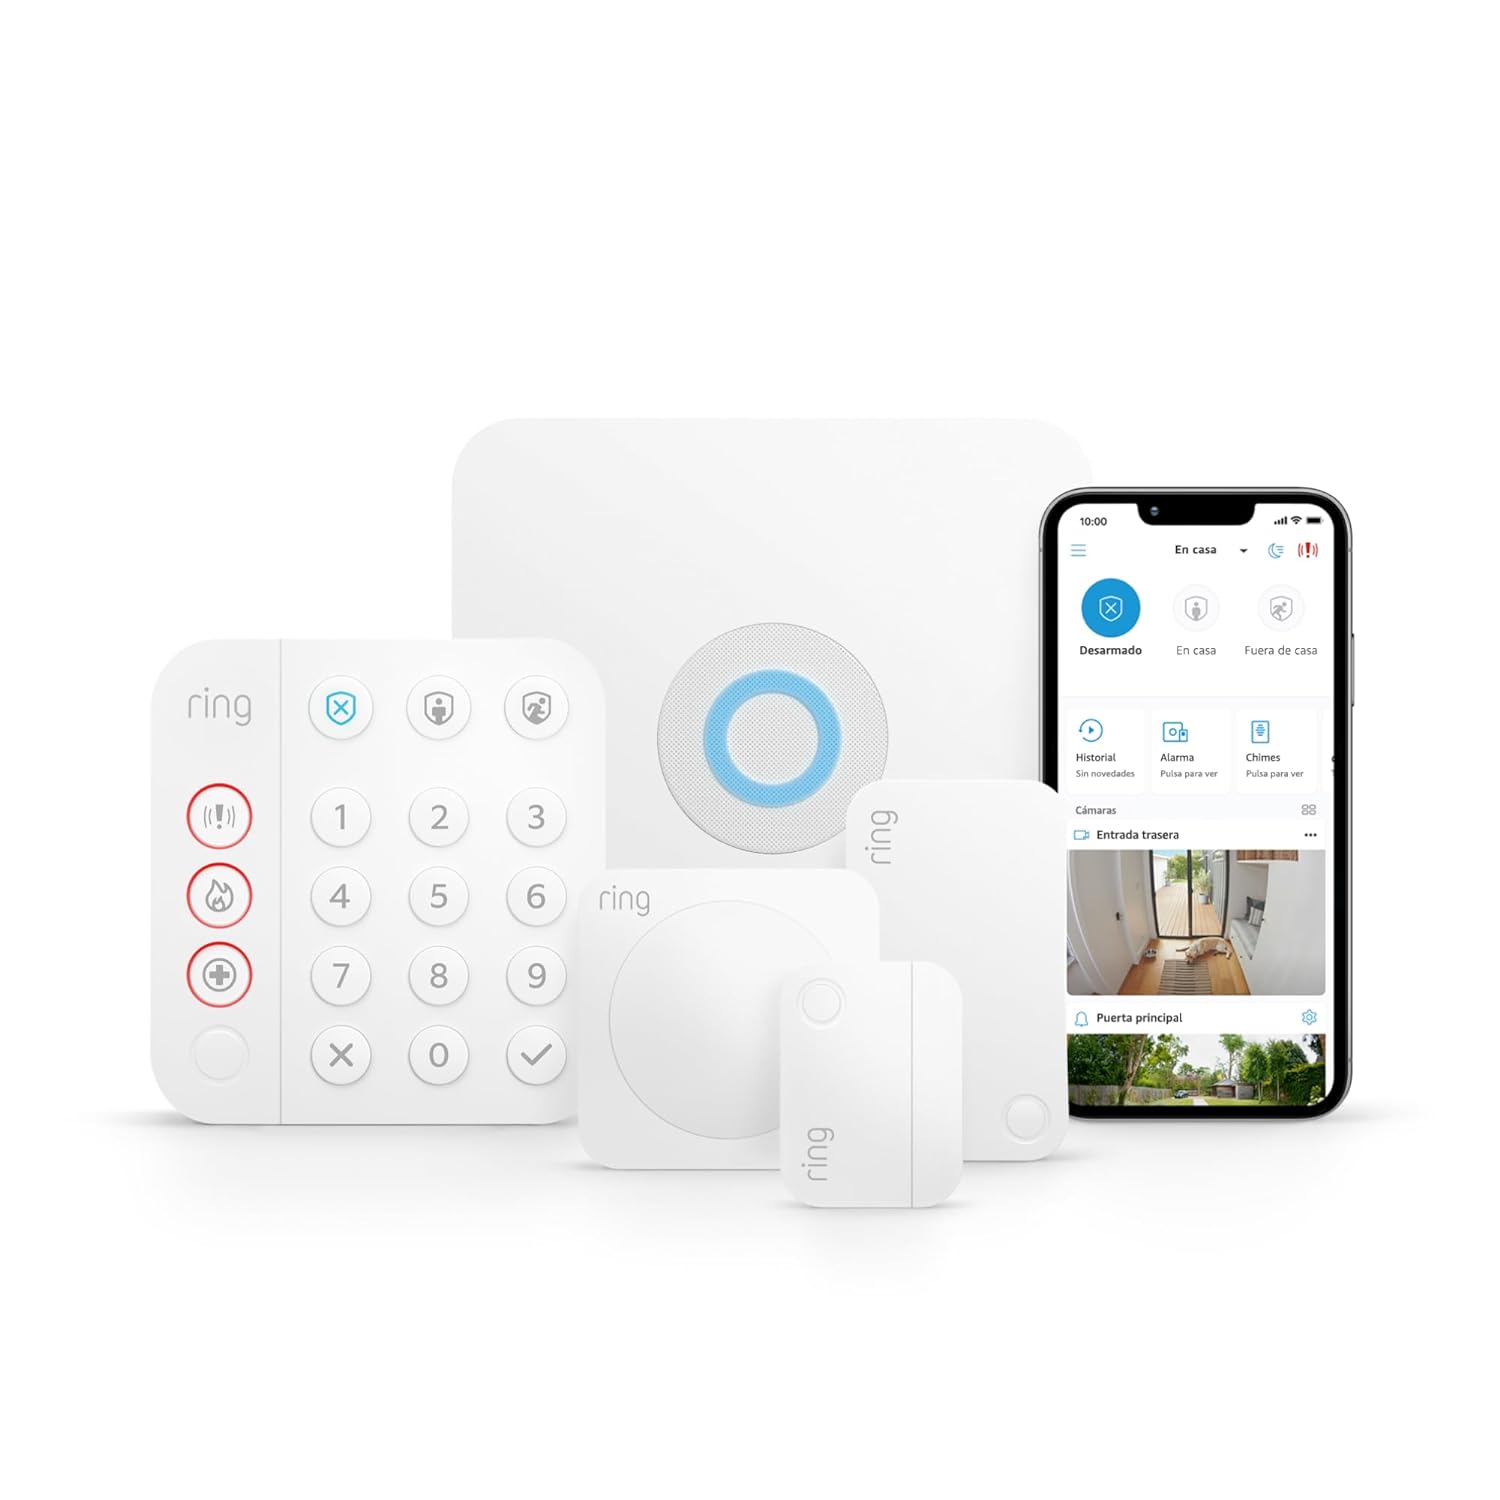 ring
1 2 3
4 5 6
7 8 9
0
ring
ring
ring
10:00
En casa
Desarmado En casa Fuera de casa
Historial Alarma Chimes
Sin novedades Pulsa para ver Pulsa para ver
Cámaras
Entrada trasera
Puerta principal